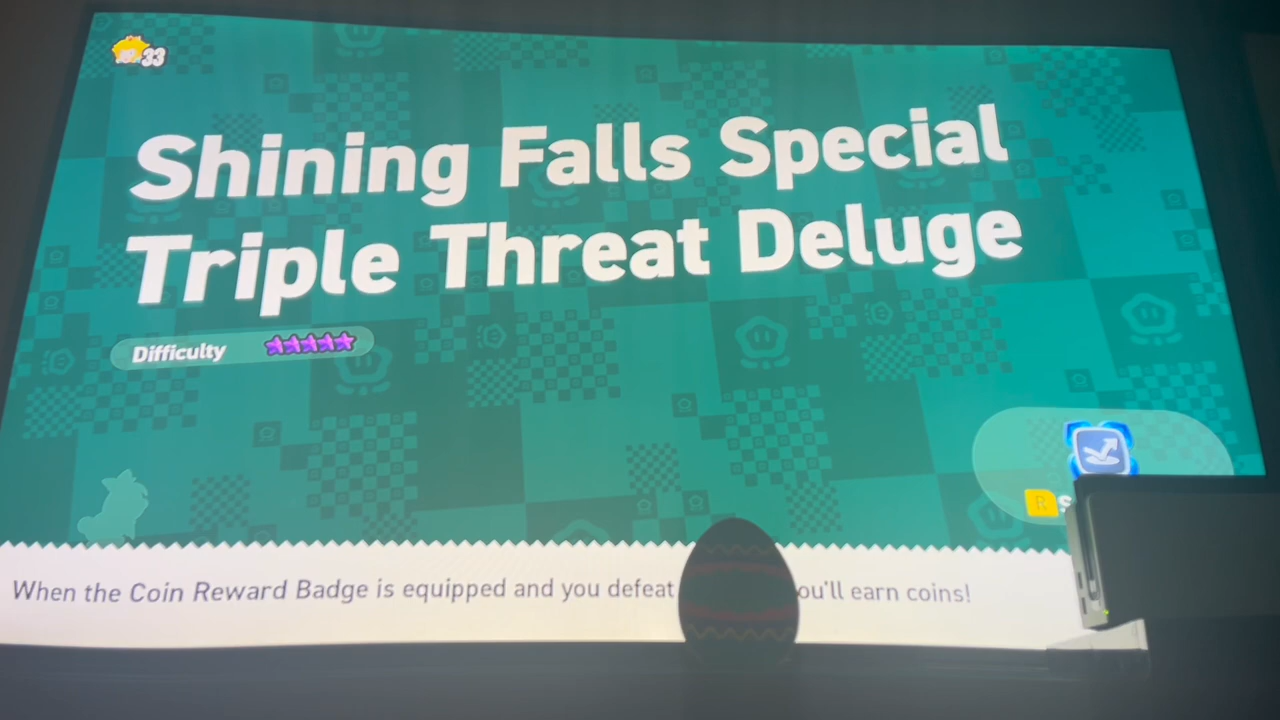 33
Shining Falls Special
Triple Threat Deluge
Difficulty
R S
When the Coin Reward Badge is equipped and you defeat ou'll earn coins!